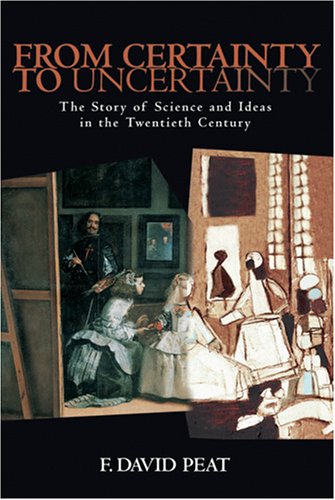 FROM CERTAINTY
TO UNCERTAINTY
The Story of Science and Ideas
in the Twentieth Century
F. DAVID PEAT